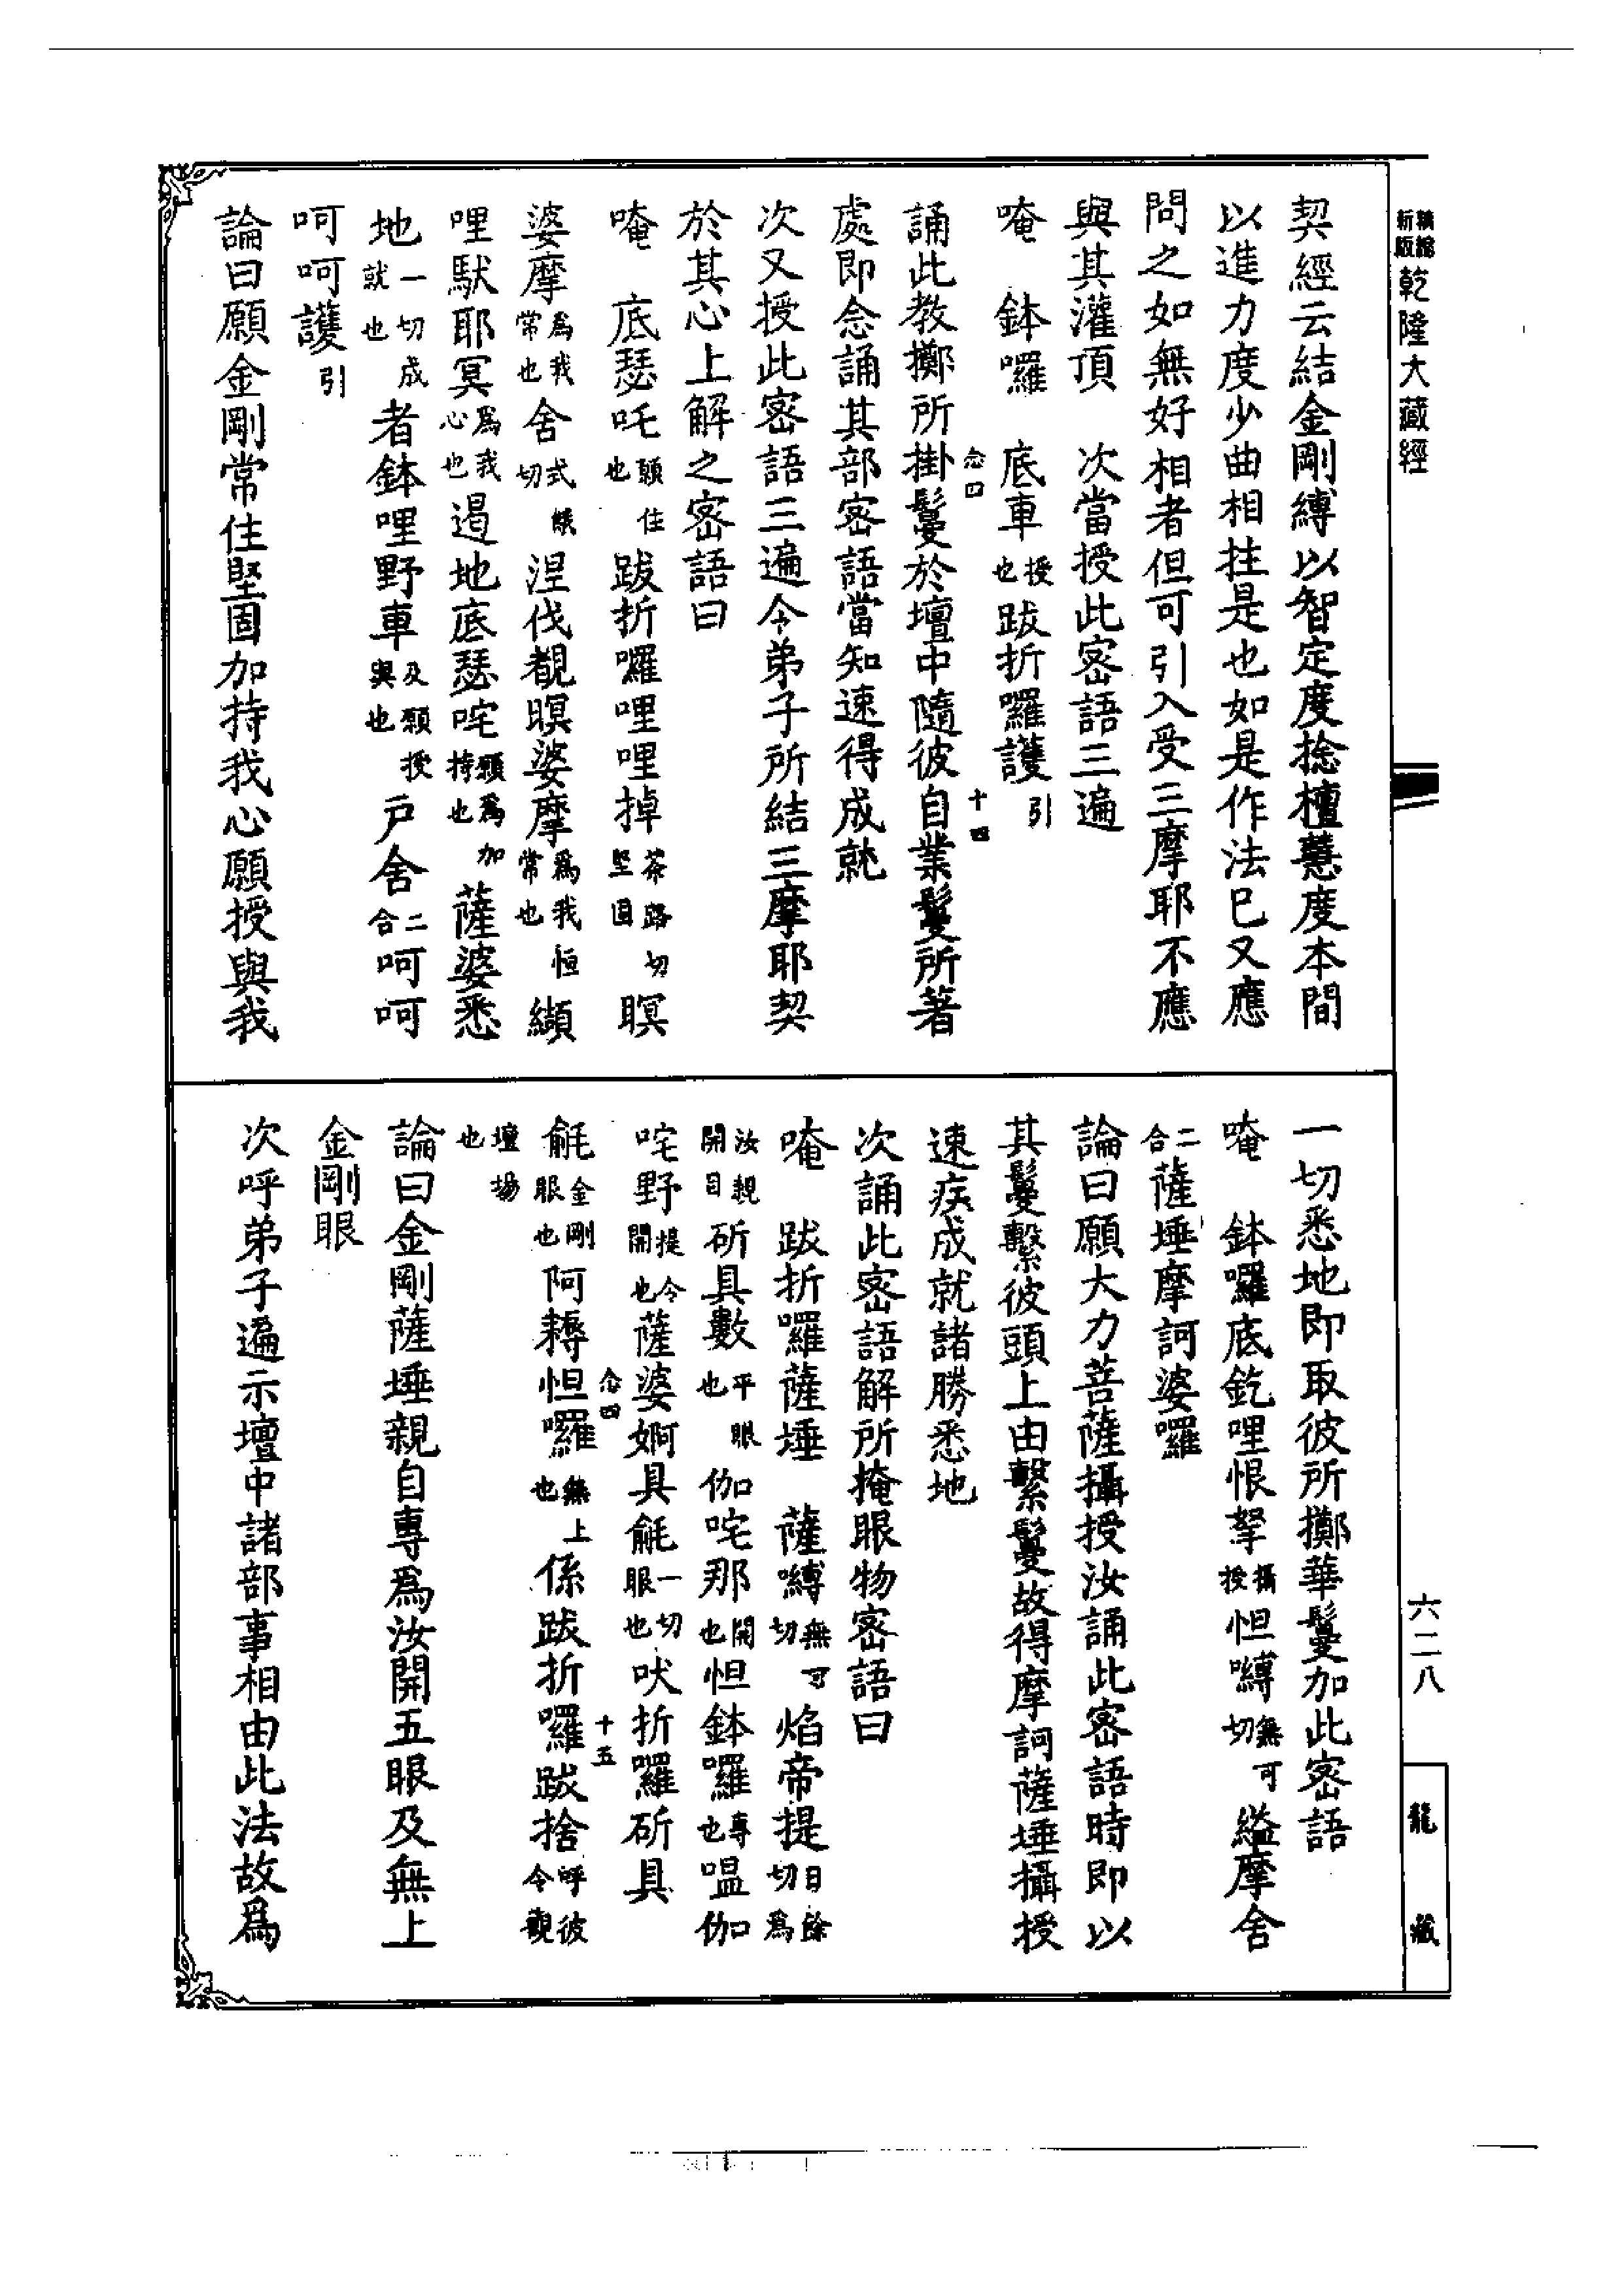 新版精縮乾隆大藏經
契經云結金剛縛以智定度捻檀慧度本間
以進力度少曲相拄是也如是作法已又應
問之如無好相者但可引入受三摩耶不應
與其灌頂　次當授此密語三遍
唵　鉢囉　底車授也跋折囉護引
誦此教擲所掛鬘於壇中隨彼自業鬘所著
處即念誦其部密語當知速得成就
次又授此密語三遍令弟子所結三摩耶契
於其心上解之密語曰
唵　底瑟吒願住也跋折囉哩哩掉茶路切堅固暝
婆摩為我常也舍式餓切涅伐覩暝婆摩為我恒常也纈
哩馱耶冥為我心也遏地底瑟咤願為加持也薩婆悉
地一切成就也者鉢哩野車及願授與也戶舍二合呵呵
呵呵護引
論曰願金剛常住堅固加持我心願授與我
一切悉地即取彼所擲華鬘加此密語
唵　鉢囉底釳哩恨拏攝授怛嚩無可切縊摩舍
二合薩埵摩訶婆囉
論曰願大力菩薩攝授汝誦此密語時即以
其鬘繫彼頭上由繫鬘故得摩訶薩埵攝授
速疾成就諸勝悉地
次誦此密語解所掩眼物密語曰
唵　跋折囉薩埵　薩嚩無可切焰帝提日餘切為
汝親開目斫具數平眼也伽咤那開也怛鉢囉專也嗢伽
咤野提令開也薩婆婀具毹一切眼也吠折囉斫具
毹金剛眼也阿耨怛囉無上也係跋折囉跋捨呼彼令觀
壇場也
論曰金剛薩埵親自專為汝開五眼及無上
金剛眼
次呼弟子遍示壇中諸部事相由此法故為
念四
十四
念四
十五
六二八
龍藏